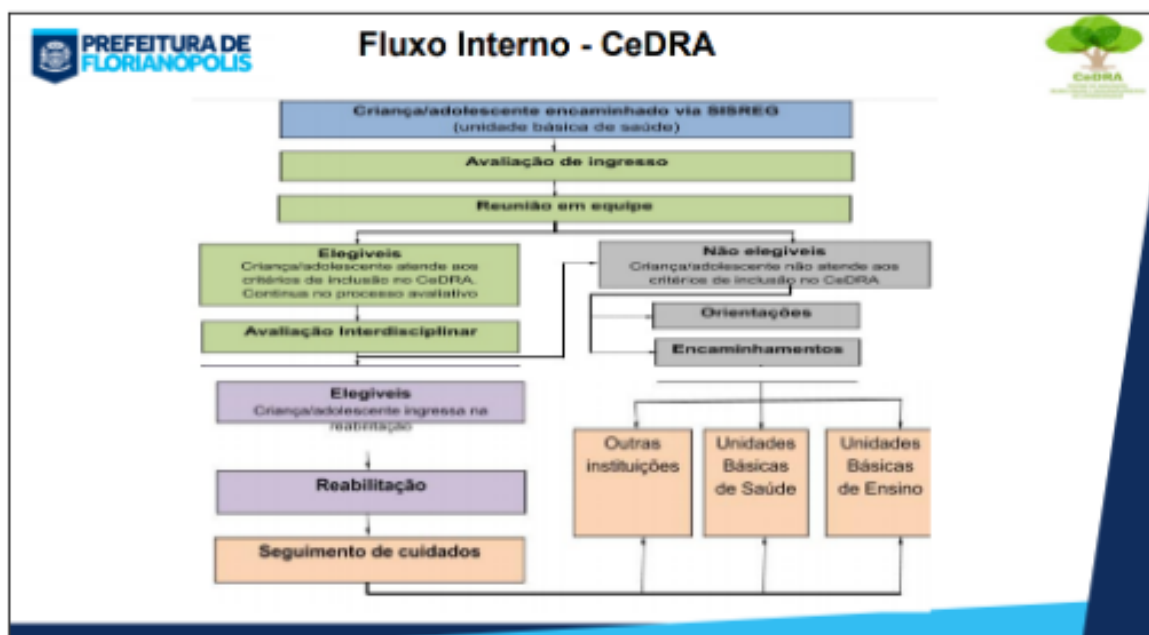 PREFEITURA DE
FLORIANÓPOLIS
Fluxo Interno - CeDRA
CeDRA
Criança/adolescente encaminhado via SISREG
(unidade básica de saúde)
Avaliação de ingresso
Reunião em equipe
Elegíveis
Criança/adolescente atende aos
critérios de inclusão no CeDRA.
Continua no processo avaliativo
Não elegíveis
Criança/adolescente não atende aos
critérios de inclusão no CeDRA
Orientações
Avaliação Interdisciplinar
Encaminhamentos
Elegíveis
Criança/adolescente ingressa na
reabilitação
Outras
instituições
Unidades
Básicas
de Saúde
Unidades
Básicas
de Ensino
Reabilitação
Seguimento de cuidados